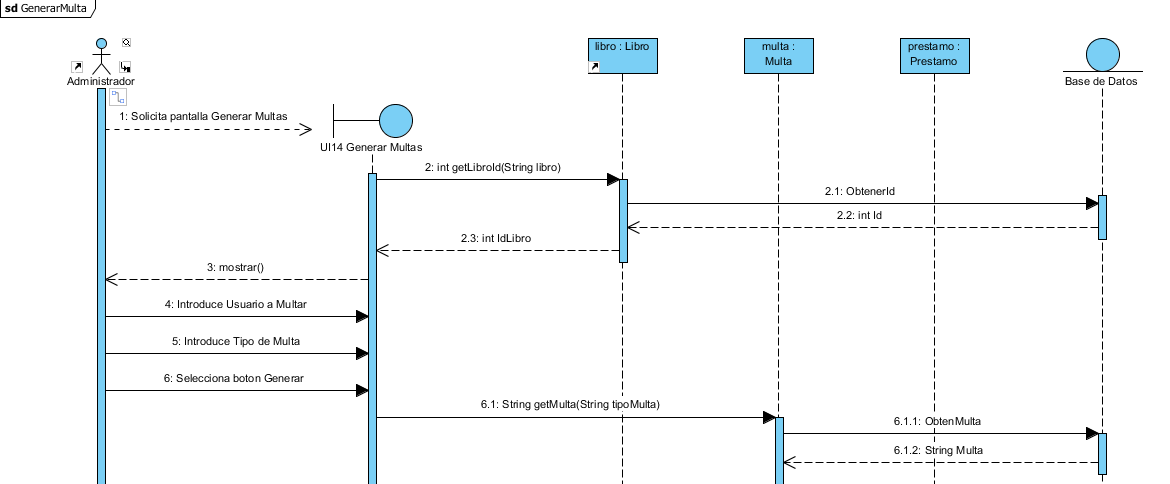 sd GenerarMulta
Administrador
libro : Libro
multa :
Multa
prestamo :
Prestamo
Base de Datos
1: Solicita pantalla Generar Multas
UI14 Generar Multas
2: int getLibroId(String libro)
2.1: ObtenerId
2.2: int Id
2.3: int IdLibro
3: mostrar()
4: Introduce Usuario a Multar
5: Introduce Tipo de Multa
6: Selecciona boton Generar
6.1: String getMulta(String tipoMulta)
6.1.1: ObtenMulta
6.1.2: String Multa